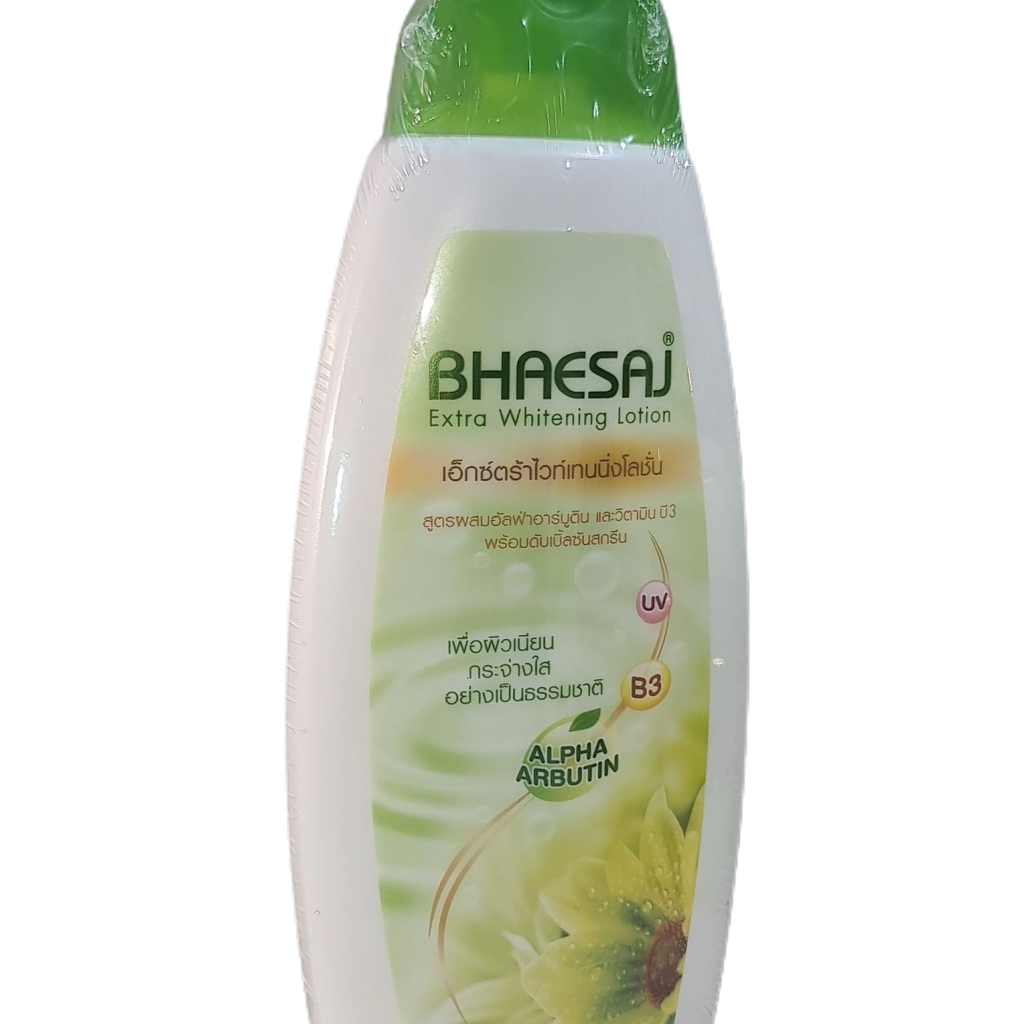 BHAESAJ®
Extra Whitening Lotion
เอ็กซ์ตร้าไวท์เทนนิ่งโลชั่น
สูตรผสมอัลฟ่าอาร์บูติน และวิตามิน บี3
พร้อมดับเบิ้ลซันสกรีน
UV
เพื่อผิวเนียน
กระจ่างใส
อย่างเป็นธรรมชาติ
B3
ALPHA
ARBUTIN